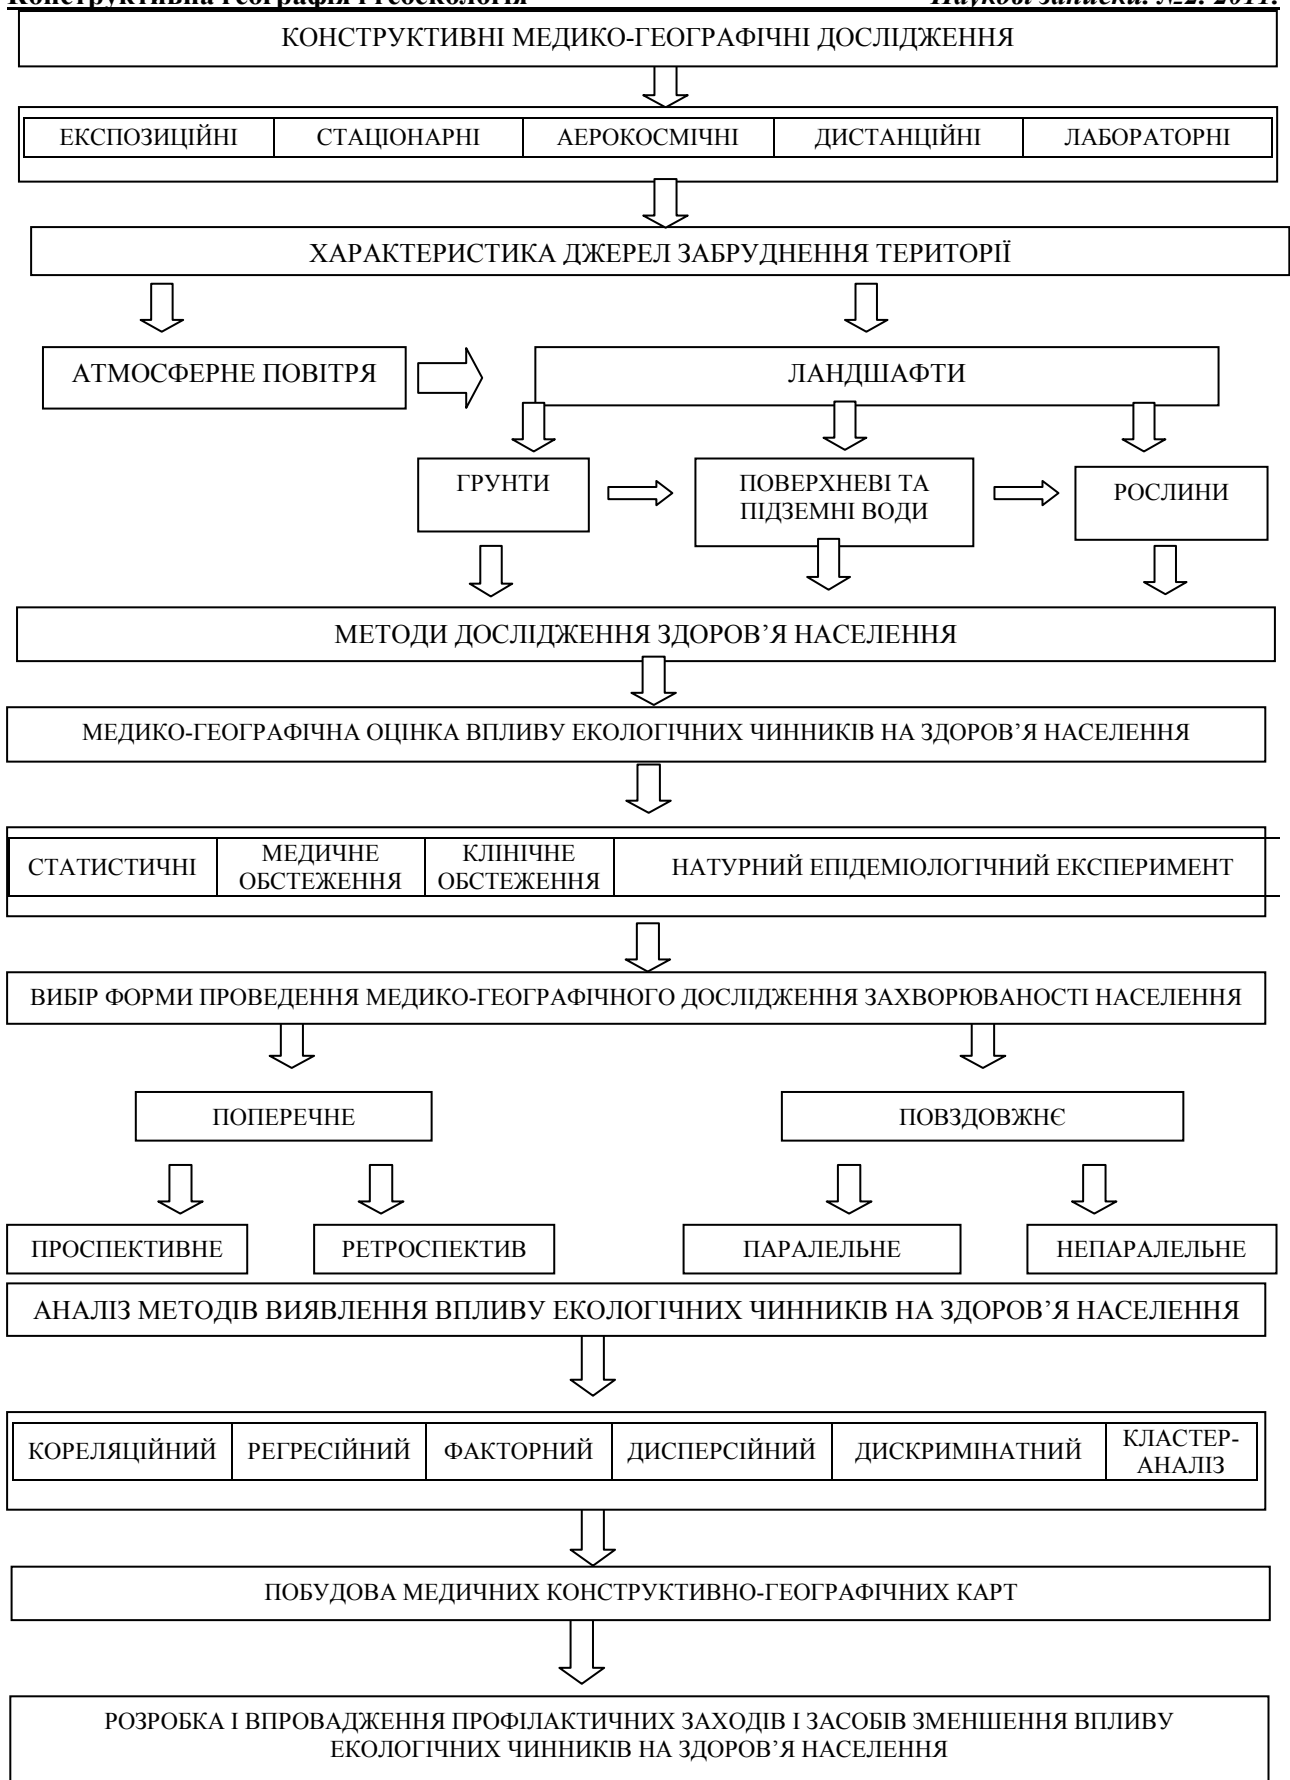 Конструктивна географія і геоекологія Наукові записки. №2. 2011.
КОНСТРУКТИВНІ МЕДИКО-ГЕОГРАФІЧНІ ДОСЛІДЖЕННЯ
ЕКСПОЗИЦІЙНІ СТАЦІОНАРНІ АЕРОКОСМІЧНІ ДИСТАНЦІЙНІ ЛАБОРАТОРНІ
ХАРАКТЕРИСТИКА ДЖЕРЕЛ ЗАБРУДНЕННЯ ТЕРИТОРІЇ
АТМОСФЕРНЕ ПОВІТРЯ
ЛАНДШАФТИ
ГРУНТИ
ПОВЕРХНЕВІ ТА
ПІДЗЕМНІ ВОДИ
РОСЛИНИ
МЕТОДИ ДОСЛІДЖЕННЯ ЗДОРОВ’Я НАСЕЛЕННЯ
МЕДИКО-ГЕОГРАФІЧНА ОЦІНКА ВПЛИВУ ЕКОЛОГІЧНИХ ЧИННИКІВ НА ЗДОРОВ’Я НАСЕЛЕННЯ
СТАТИСТИЧНІ
МЕДИЧНЕ
ОБСТЕЖЕННЯ
КЛІНІЧНЕ
ОБСТЕЖЕННЯ
НАТУРНИЙ ЕПІДЕМІОЛОГІЧНИЙ ЕКСПЕРИМЕНТ
ВИБІР ФОРМИ ПРОВЕДЕННЯ МЕДИКО-ГЕОГРАФІЧНОГО ДОСЛІДЖЕННЯ ЗАХВОРЮВАНОСТІ НАСЕЛЕННЯ
ПОПЕРЕЧНЕ
ПОВЗДОВЖНЄ
ПРОСПЕКТИВНЕ
РЕТРОСПЕКТИВ
ПАРАЛЕЛЬНЕ
НЕПАРАЛЕЛЬНЕ
АНАЛІЗ МЕТОДІВ ВИЯВЛЕННЯ ВПЛИВУ ЕКОЛОГІЧНИХ ЧИННИКІВ НА ЗДОРОВ’Я НАСЕЛЕННЯ
КОРЕЛЯЦІЙНИЙ РЕГРЕСІЙНИЙ ФАКТОРНИЙ ДИСПЕРСІЙНИЙ ДИСКРИМІНАТНИЙ
КЛАСТЕР-
АНАЛІЗ
ПОБУДОВА МЕДИЧНИХ КОНСТРУКТИВНО-ГЕОГРАФІЧНИХ КАРТ
РОЗРОБКА І ВПРОВАДЖЕННЯ ПРОФІЛАКТИЧНИХ ЗАХОДІВ І ЗАСОБІВ ЗМЕНШЕННЯ ВПЛИВУ
ЕКОЛОГІЧНИХ ЧИННИКІВ НА ЗДОРОВ’Я НАСЕЛЕННЯ